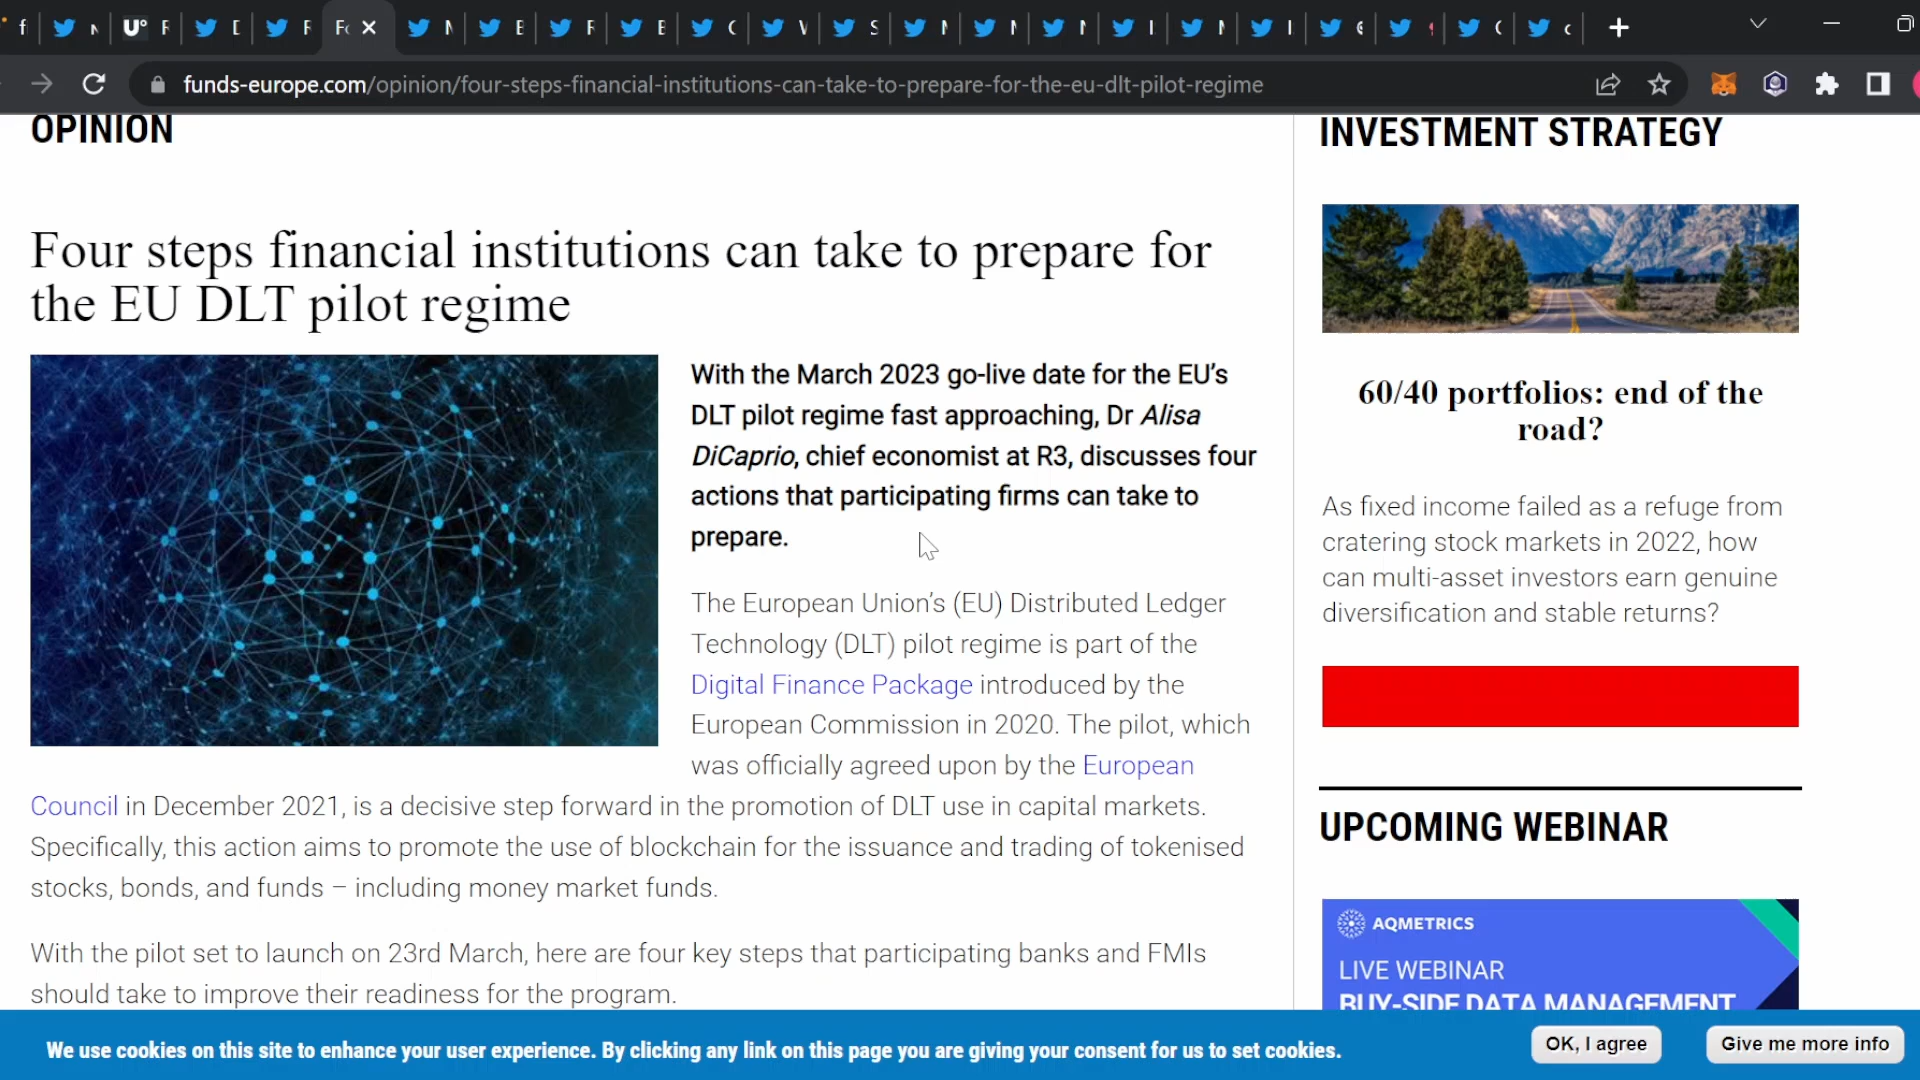 funds-europe.com/opinion/four-steps-financial-institutions-can-take-to-prepare-for-the-eu-dlt-pilot-regime
OPINION
Four steps financial institutions can take to prepare for
the EU DLT pilot regime
With the March 2023 go-live date for the EU's
DLT pilot regime fast approaching, Dr Alisa
DiCaprio, chief economist at R3, discusses four
actions that participating firms can take to
prepare.
The European Union's (EU) Distributed Ledger
Technology (DLT) pilot regime is part of the
Digital Finance Package introduced by the
European Commission in 2020. The pilot, which
was officially agreed upon by the European
Council in December 2021, is a decisive step forward in the promotion of DLT use in capital markets.
Specifically, this action aims to promote the use of blockchain for the issuance and trading of tokenised
stocks, bonds, and funds – including money market funds.
With the pilot set to launch on 23rd March, here are four key steps that participating banks and FMIs
should take to improve their readiness for the program.
INVESTMENT STRATEGY
60/40 portfolios: end of the
road?
As fixed income failed as a refuge from
cratering stock markets in 2022, how
can multi-asset investors earn genuine
diversification and stable returns?
UPCOMING WEBINAR
AQMETRICS
LIVE WEBINAR
BUY-SIDE DATA MANAGEMENT
We use cookies on this site to enhance your user experience. By clicking any link on this page you are giving your consent for us to set cookies.
OK, I agree
Give me more info